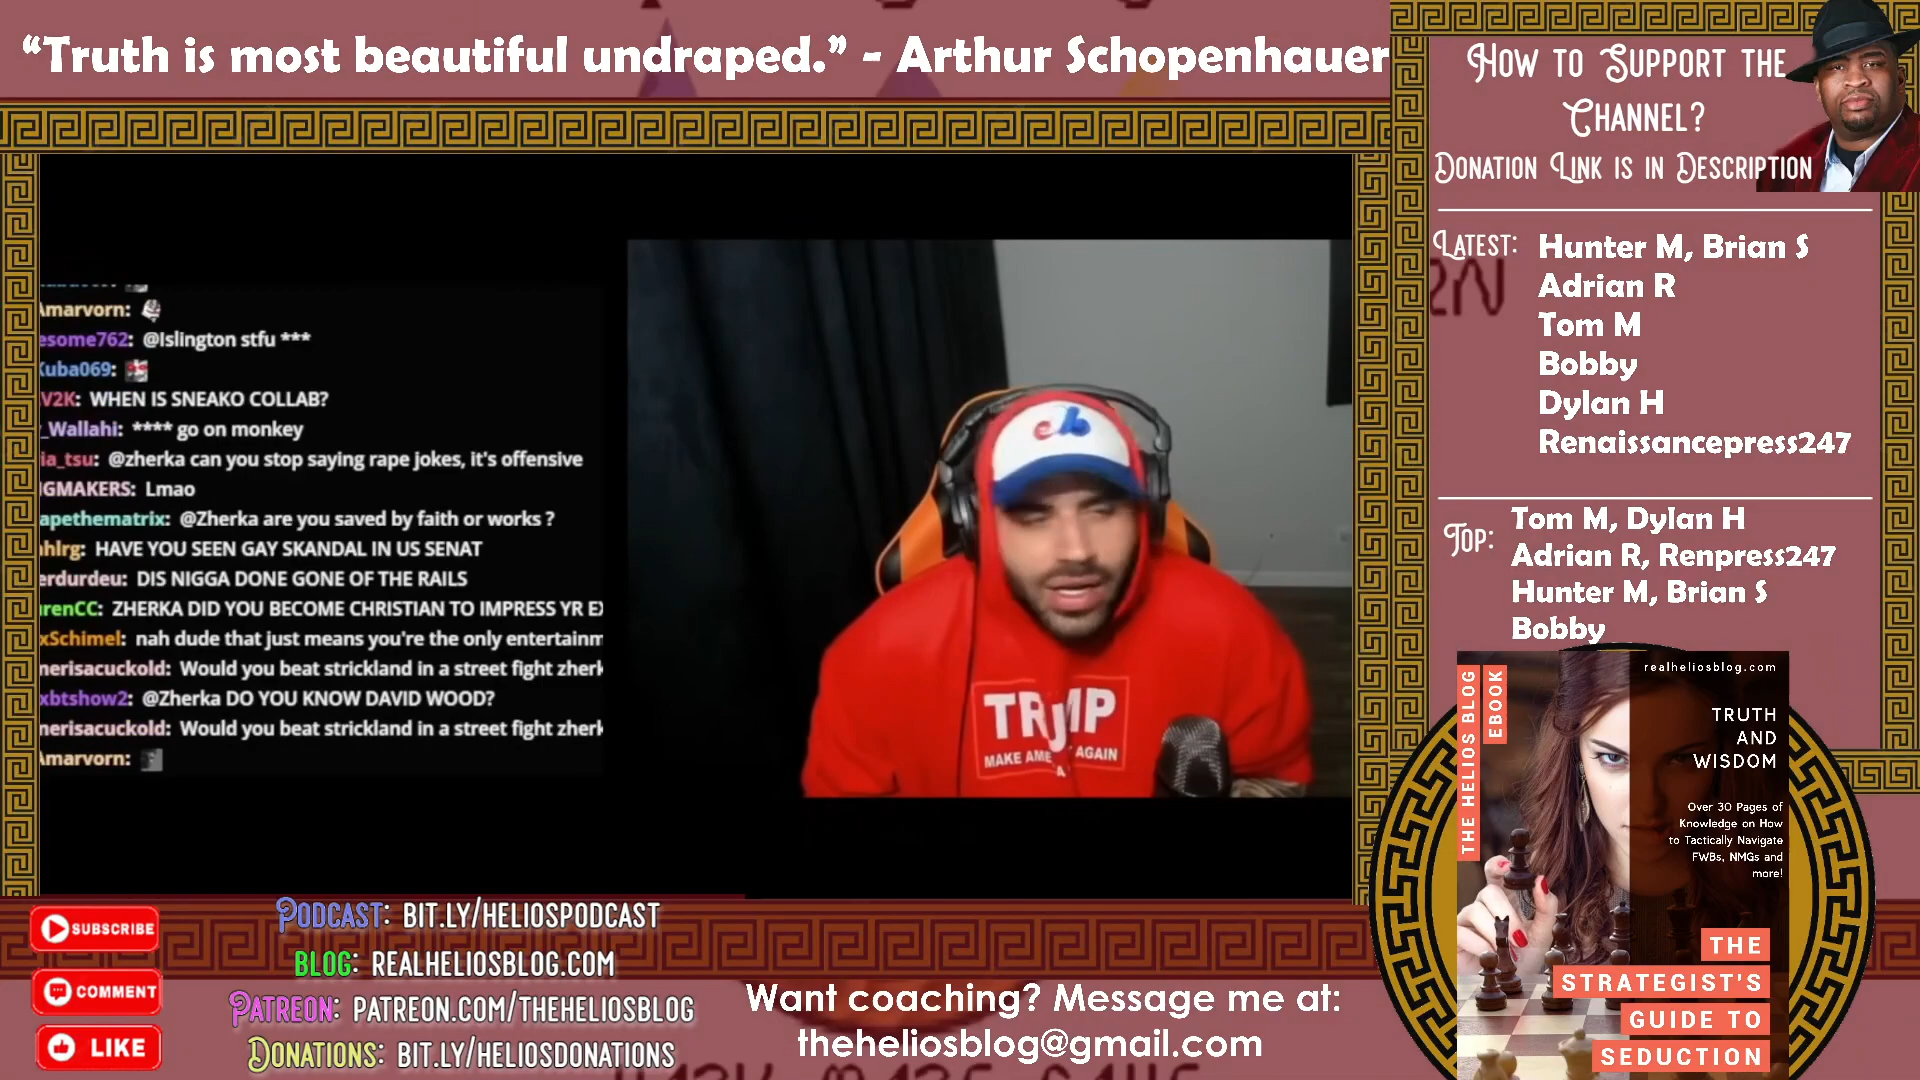 “Truth is most beautiful undraped.” - Arthur Schopenhauer
How to Support the
Channel?
Donation Link is in Description
Latest: Hunter M, Brian S
Adrian R
Tom M
Bobby
Dylan H
Renaissancepress247
Top: Tom M, Dylan H
Adrian R, Renpress247
Hunter M, Brian S
Bobby
Amarvorn:
esome762: @Islington stfu ***
Kuba069:
V2K: WHEN IS SNEAKO COLLAB?
_Wallahi: **** go on monkey
ia_tsu: @zherka can you stop saying rape jokes, it's offensive
GMAKERS: Lmao
apethematrix: @Zherka are you saved by faith or works ?
hlrg: HAVE YOU SEEN GAY SKANDAL IN US SENAT
erdurdeu: DIS NIGGA DONE GONE OF THE RAILS
renCC: ZHERKA DID YOU BECOME CHRISTIAN TO IMPRESS YR EX
xSchimel: nah dude that just means you're the only entertainm
nerisacuckold: Would you beat strickland in a street fight zherk
xbtshow2: @Zherka DO YOU KNOW DAVID WOOD?
nerisacuckold: Would you beat strickland in a street fight zherk
Amarvorn:
TRUMP
MAKE AME AGAIN
realheliosblog.com
THE HELIOS BLOG
EBOOK
TRUTH
AND
WISDOM
Over 30 Pages of
Knowledge on How
to Tactically Navigate
FWBs, NMGs and
more!
THE
STRATEGIST'S
GUIDE TO
SEDUCTION
SUBSCRIBE
COMMENT
LIKE
Podcast: bit.ly/heliospodcast
Blog: realheliosblog.com
Patreon: patreon.com/theheliosblog
Donations: bit.ly/heliosdonations
Want coaching? Message me at:
theheliosblog@gmail.com